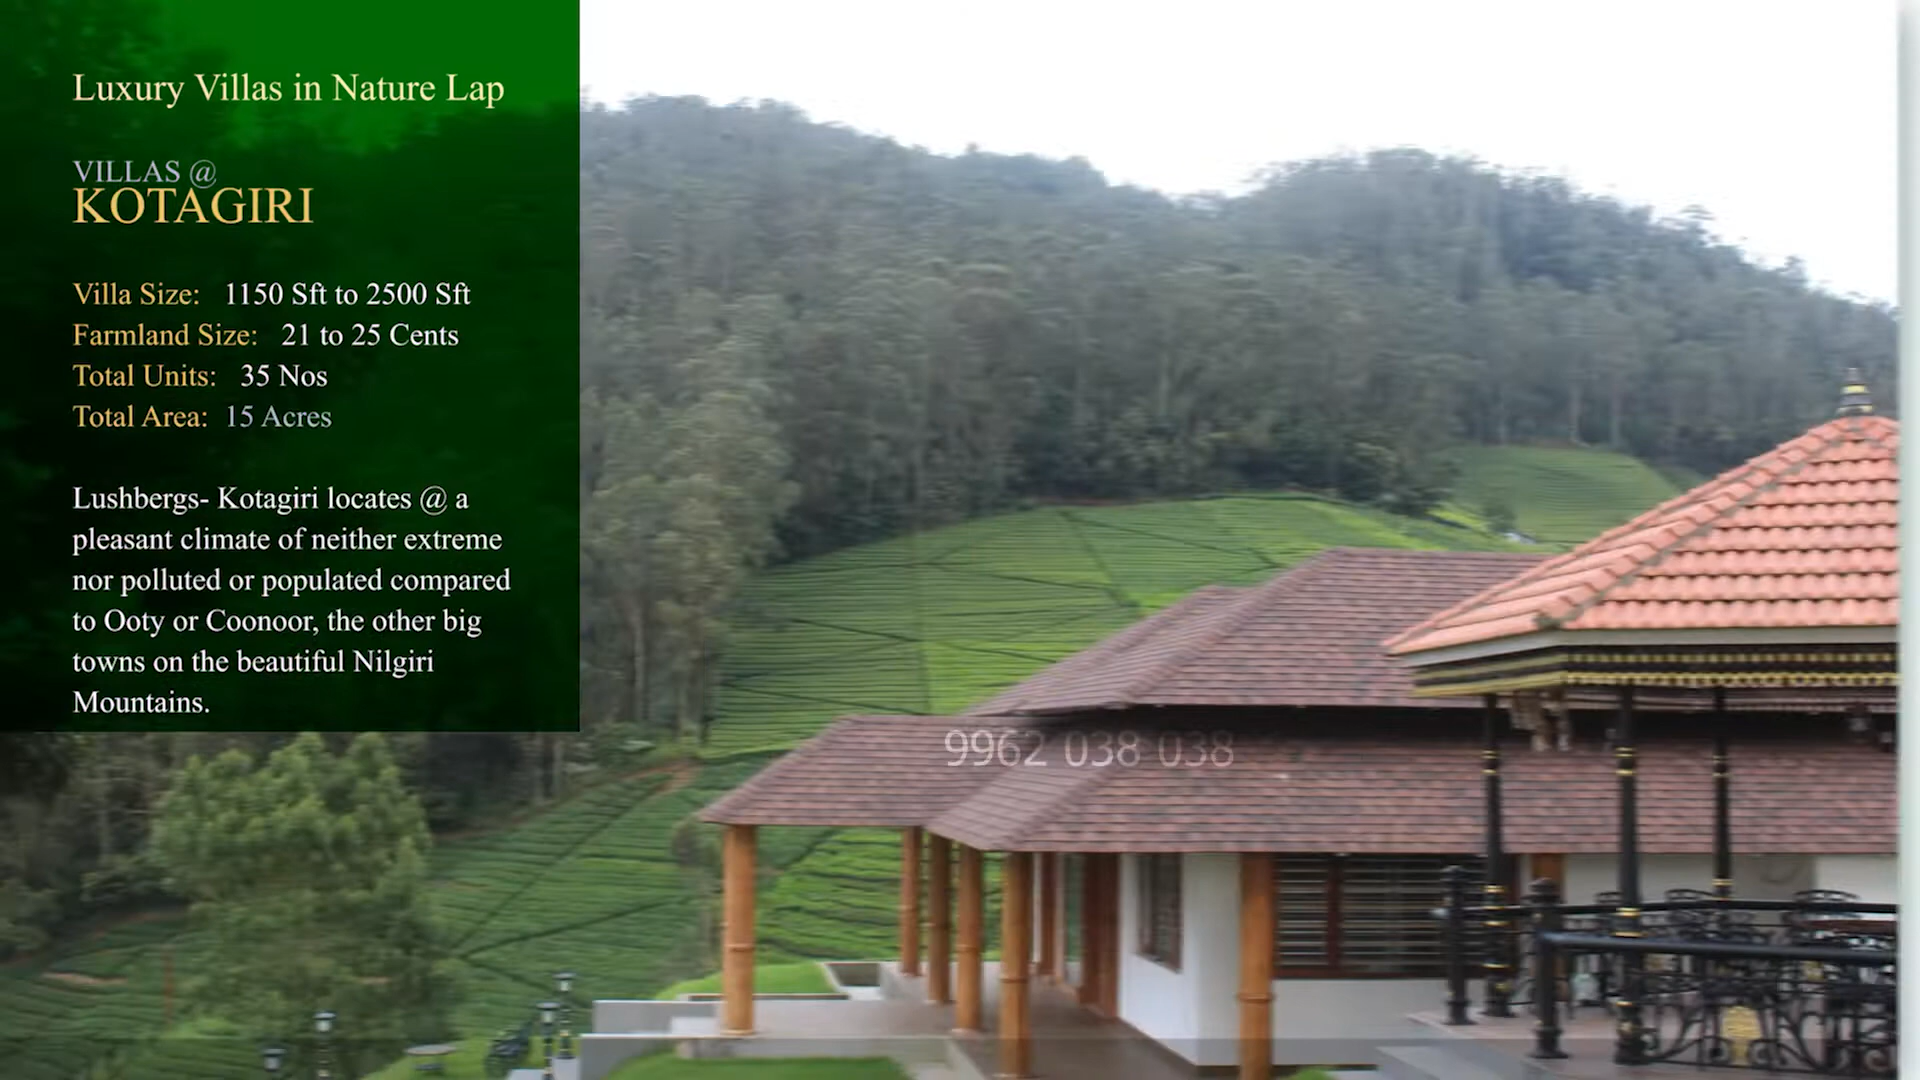 Luxury Villas in Nature Lap
VILLAS @
KOTAGIRI
Villa Size: 1150 Sft to 2500 Sft
Farmland Size: 21 to 25 Cents
Total Units: 35 Nos
Total Area: 15 Acres
Lushbergs- Kotagiri locates @ a
pleasant climate of neither extreme
nor polluted or populated compared
to Ooty or Coonoor, the other big
towns on the beautiful Nilgiri
Mountains.
9962 038 038